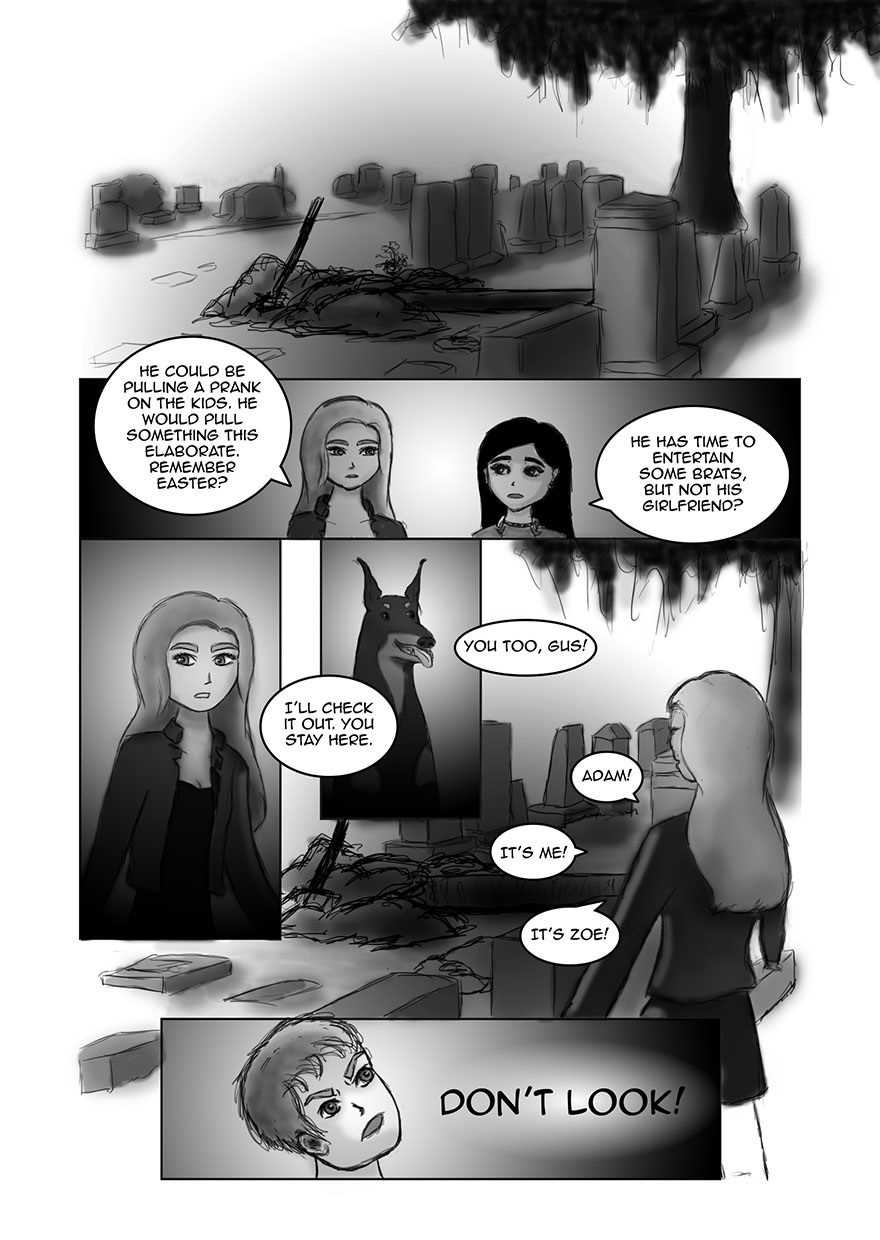 HE COULD BE
PULLING A PRANK
ON THE KIDS. HE
WOULD PULL
SOMETHING THIS
ELABORATE.
REMEMBER
EASTER?
HE HAS TIME TO
ENTERTAIN
SOME BRATS,
BUT NOT HIS
GIRLFRIEND?
I'LL CHECK
IT OUT. YOU
STAY HERE.
YOU TOO, GUS!
ADAM!
IT'S ME!
IT'S ZOE!
DON'T LOOK!